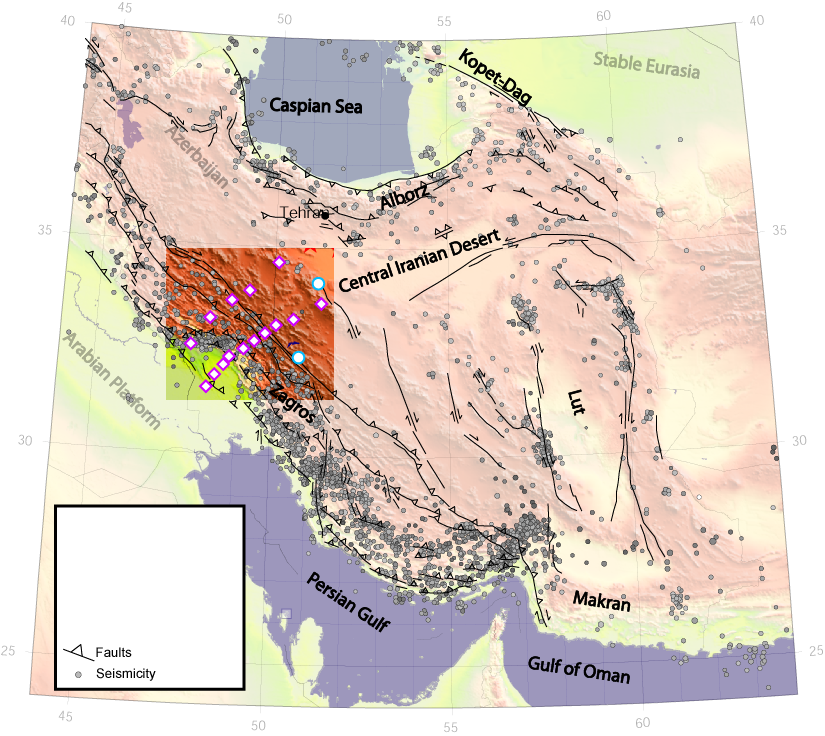 45
50
55
60
40
40
Kopet-Dag
Stable Eurasia
Caspian Sea
Azerbaijan
Alborz
Tehra
35
35
Central Iranian Desert
Arabian Platform
Zagros
Lut
30
30
Persian Gulf
Makran
Faults
Seismicity
Gulf of Oman
25
25
45
50
55
60